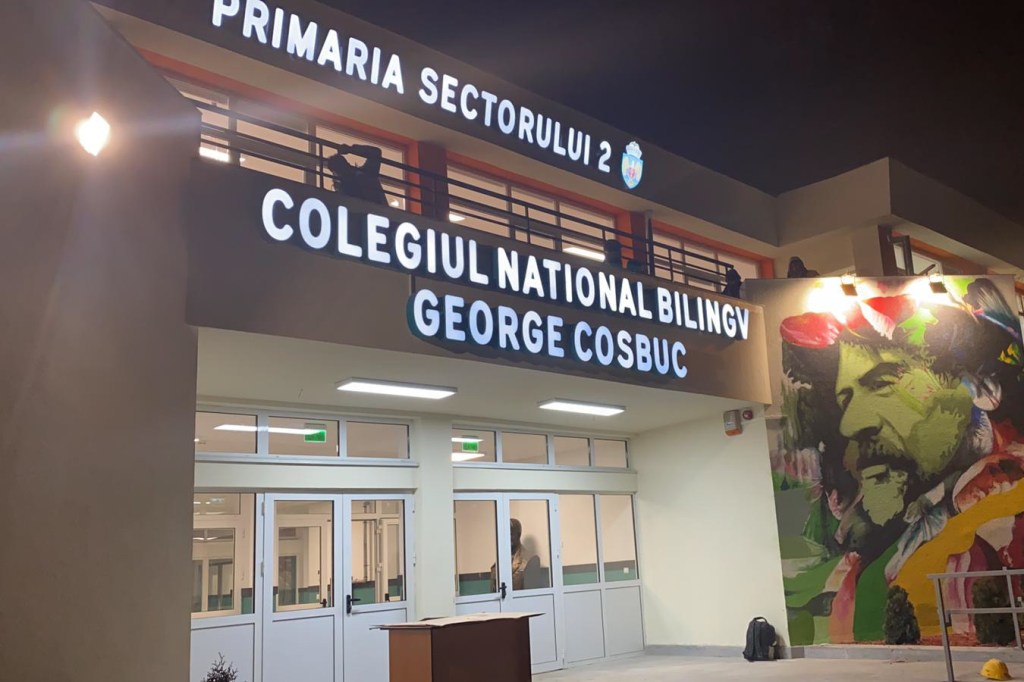 PRIMARIA SECTORULUI 2
COLEGIUL NATIONAL BILINGV
GEORGE COSBUC